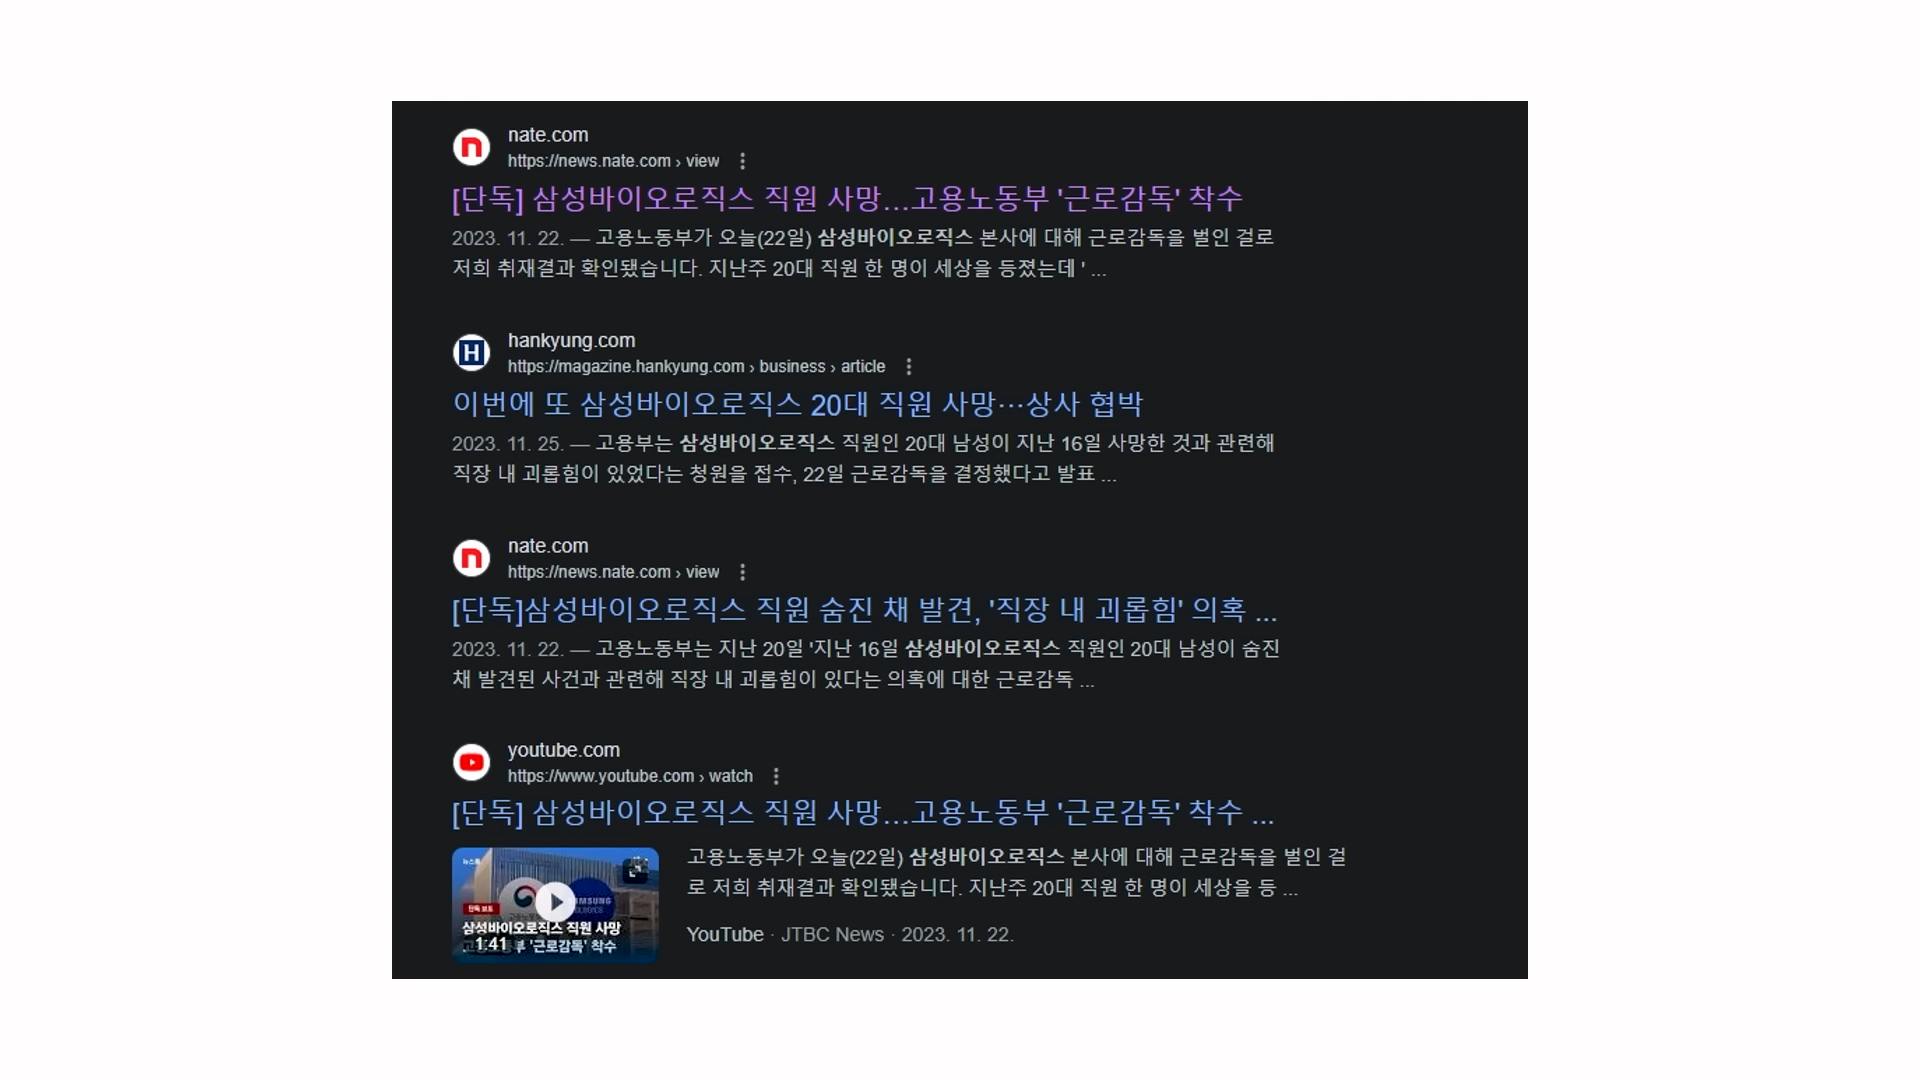 nate.com
https://news.nate.com › view
[단독] 삼성바이오로직스 직원 사망...고용노동부 '근로감독' 착수
2023. 11. 22. — 고용노동부가 오늘(22일) 삼성바이오로직스 본사에 대해 근로감독을 벌인 걸로
저희 취재결과 확인됐습니다. 지난주 20대 직원 한 명이 세상을 등졌는데 ' ...
H
hankyung.com
https://magazine.hankyung.com › business › article
이번에 또 삼성바이오로직스 20대 직원 사망…상사 협박
2023. 11. 25. — 고용부는 삼성바이오로직스 직원인 20대 남성이 지난 16일 사망한 것과 관련해
직장 내 괴롭힘이 있었다는 청원을 접수, 22일 근로감독을 결정했다고 발표 ...
nate.com
https://news.nate.com › view
[단독]삼성바이오로직스 직원 숨진 채 발견, '직장 내 괴롭힘' 의혹 ...
2023. 11. 22. — 고용노동부는 지난 20일 '지난 16일 삼성바이오로직스 직원인 20대 남성이 숨진
채 발견된 사건과 관련해 직장 내 괴롭힘이 있다는 의혹에 대한 근로감독 ...
youtube.com
https://www.youtube.com › watch
[단독] 삼성바이오로직스 직원 사망...고용노동부 '근로감독' 착수 ...
고용노동부가 오늘(22일) 삼성바이오로직스 본사에 대해 근로감독을 벌인 걸
로 저희 취재결과 확인됐습니다. 지난주 20대 직원 한 명이 세상을 등 ...
YouTube · JTBC News · 2023. 11. 22.
단독 보도
삼성바이오로직스 직원 사망
1:41 부 '근로감독' 착수